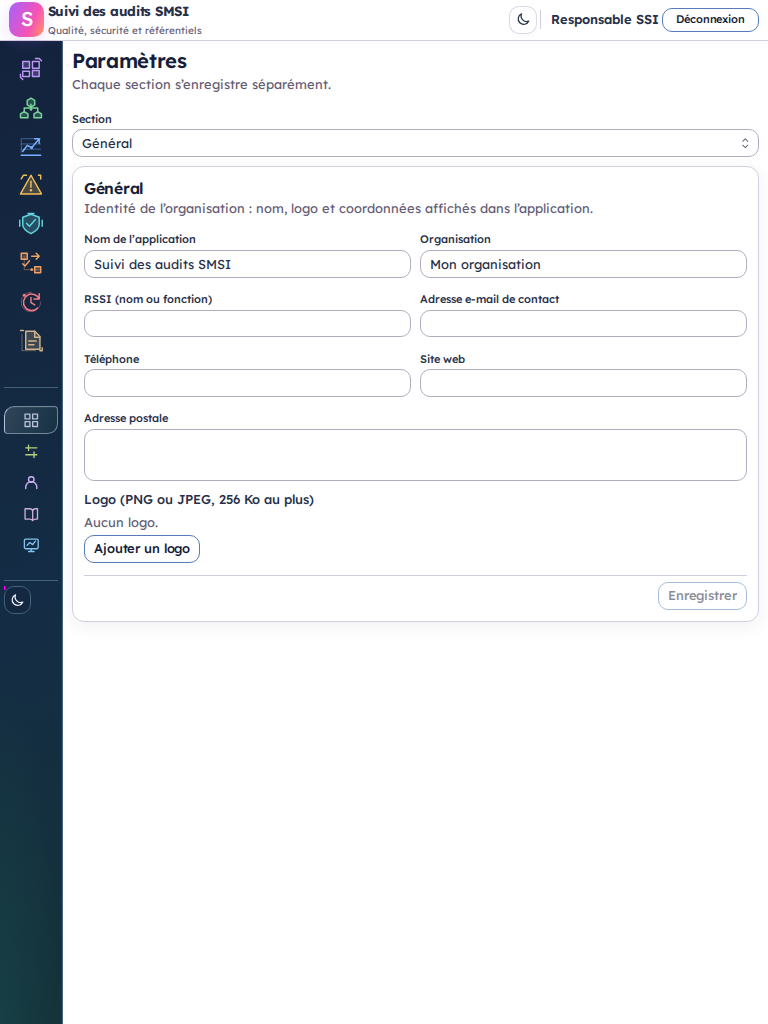 S
Suivi des audits SMSI
Qualité, sécurité et référentiels
Responsable SSI
Déconnexion
Paramètres
Chaque section s’enregistre séparément.
Section
Général
Général
Identité de l’organisation : nom, logo et coordonnées affichés dans l’application.
Nom de l’application
Organisation
Suivi des audits SMSI
Mon organisation
RSSI (nom ou fonction)
Adresse e-mail de contact
Téléphone
Site web
Adresse postale
Logo (PNG ou JPEG, 256 Ko au plus)
Aucun logo.
Ajouter un logo
Enregistrer